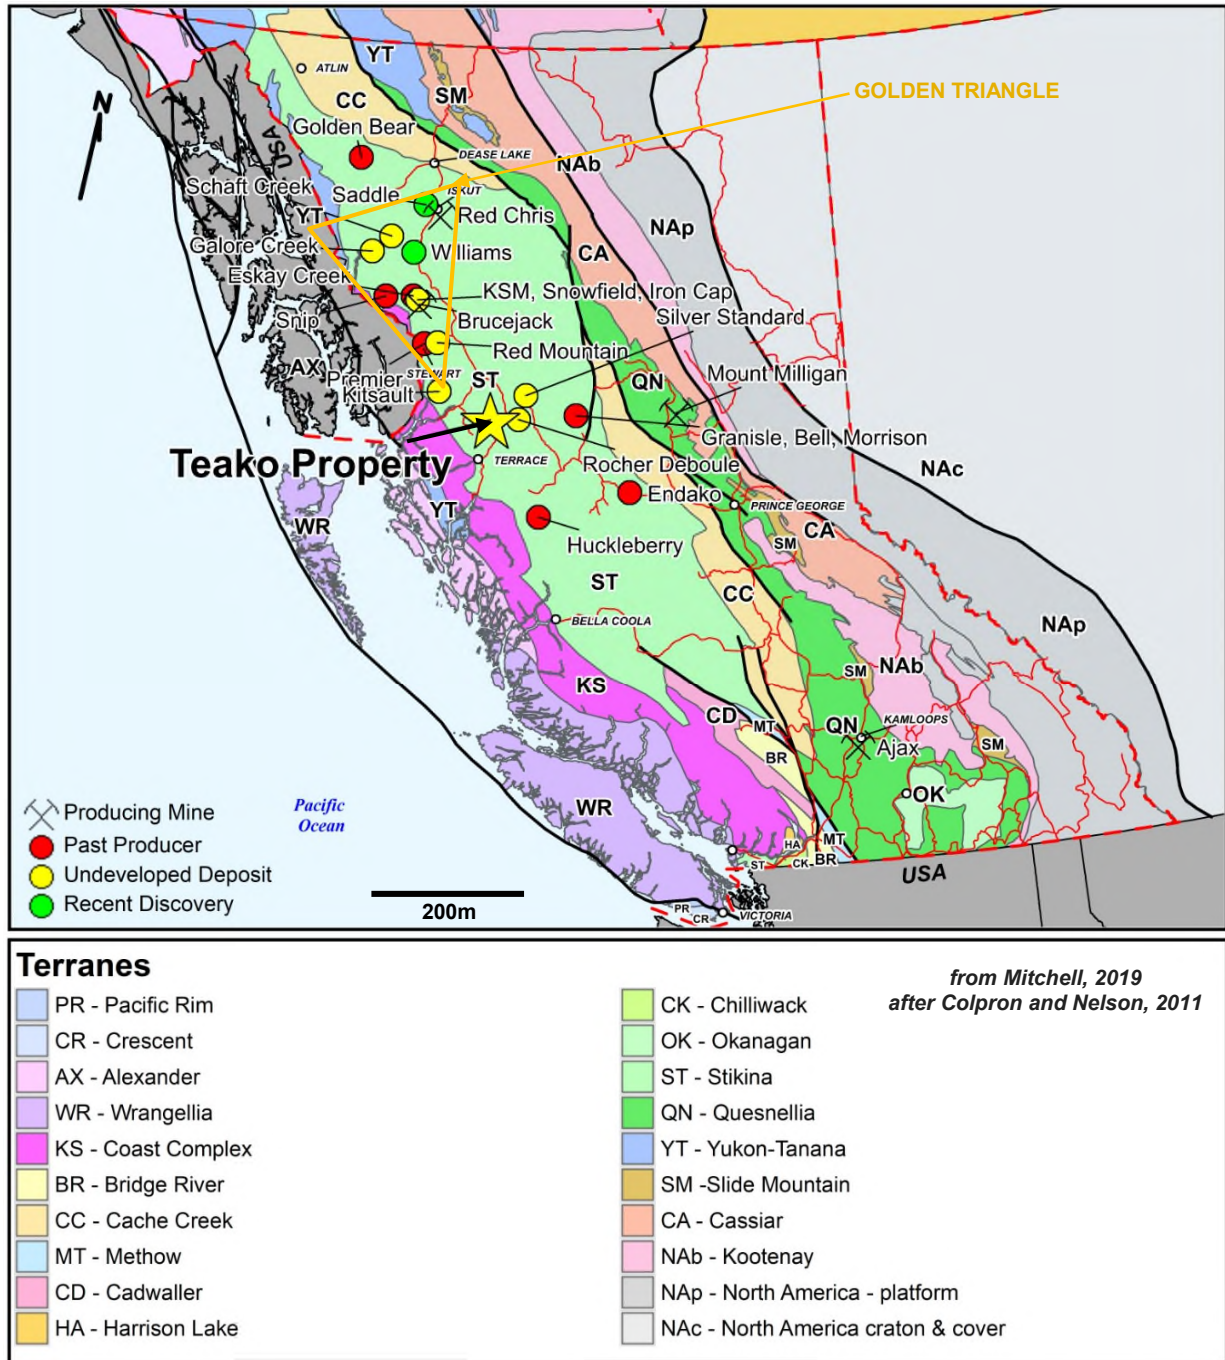 ATLIN
YT
CC
SM
GOLDEN TRIANGLE
N
USA
Golden Bear
DEASE LAKE
NAb
Schaft Creek
Saddle
ISKUT
Red Chris
YT
NAp
Galore Creek
Williams
CA
Eskay Creek
KSM, Snowfield, Iron Cap
Snip
Brucejack
Silver Standard
Red Mountain
AX
Premier
STEWART
ST
QN
Mount Milligan
Kitsault
Granisle, Bell, Morrison
Teako Property
TERRACE
Rocher Deboule
NAc
Endako
PRINCE GEORGE
YT
WR
CA
SM
Huckleberry
ST
CC
BELLA COOLA
NAp
NAb
SM
KS
CD
MT
QN
KAMLOOPS
Ajax
SM
BR
OK
WR
Pacific
Ocean
HA
MT
ST
CK
BR
USA
PR
CR
VICTORIA
Producing Mine
Past Producer
Undeveloped Deposit
Recent Discovery
200m
Terranes
from Mitchell, 2019
after Colpron and Nelson, 2011
PR - Pacific Rim
CR - Crescent
AX - Alexander
WR - Wrangellia
KS - Coast Complex
BR - Bridge River
CC - Cache Creek
MT - Methow
CD - Cadwaller
HA - Harrison Lake
CK - Chilliwack
OK - Okanagan
ST - Stikina
QN - Quesnellia
YT - Yukon-Tanana
SM -Slide Mountain
CA - Cassiar
NAb - Kootenay
NAp - North America - platform
NAc - North America craton & cover